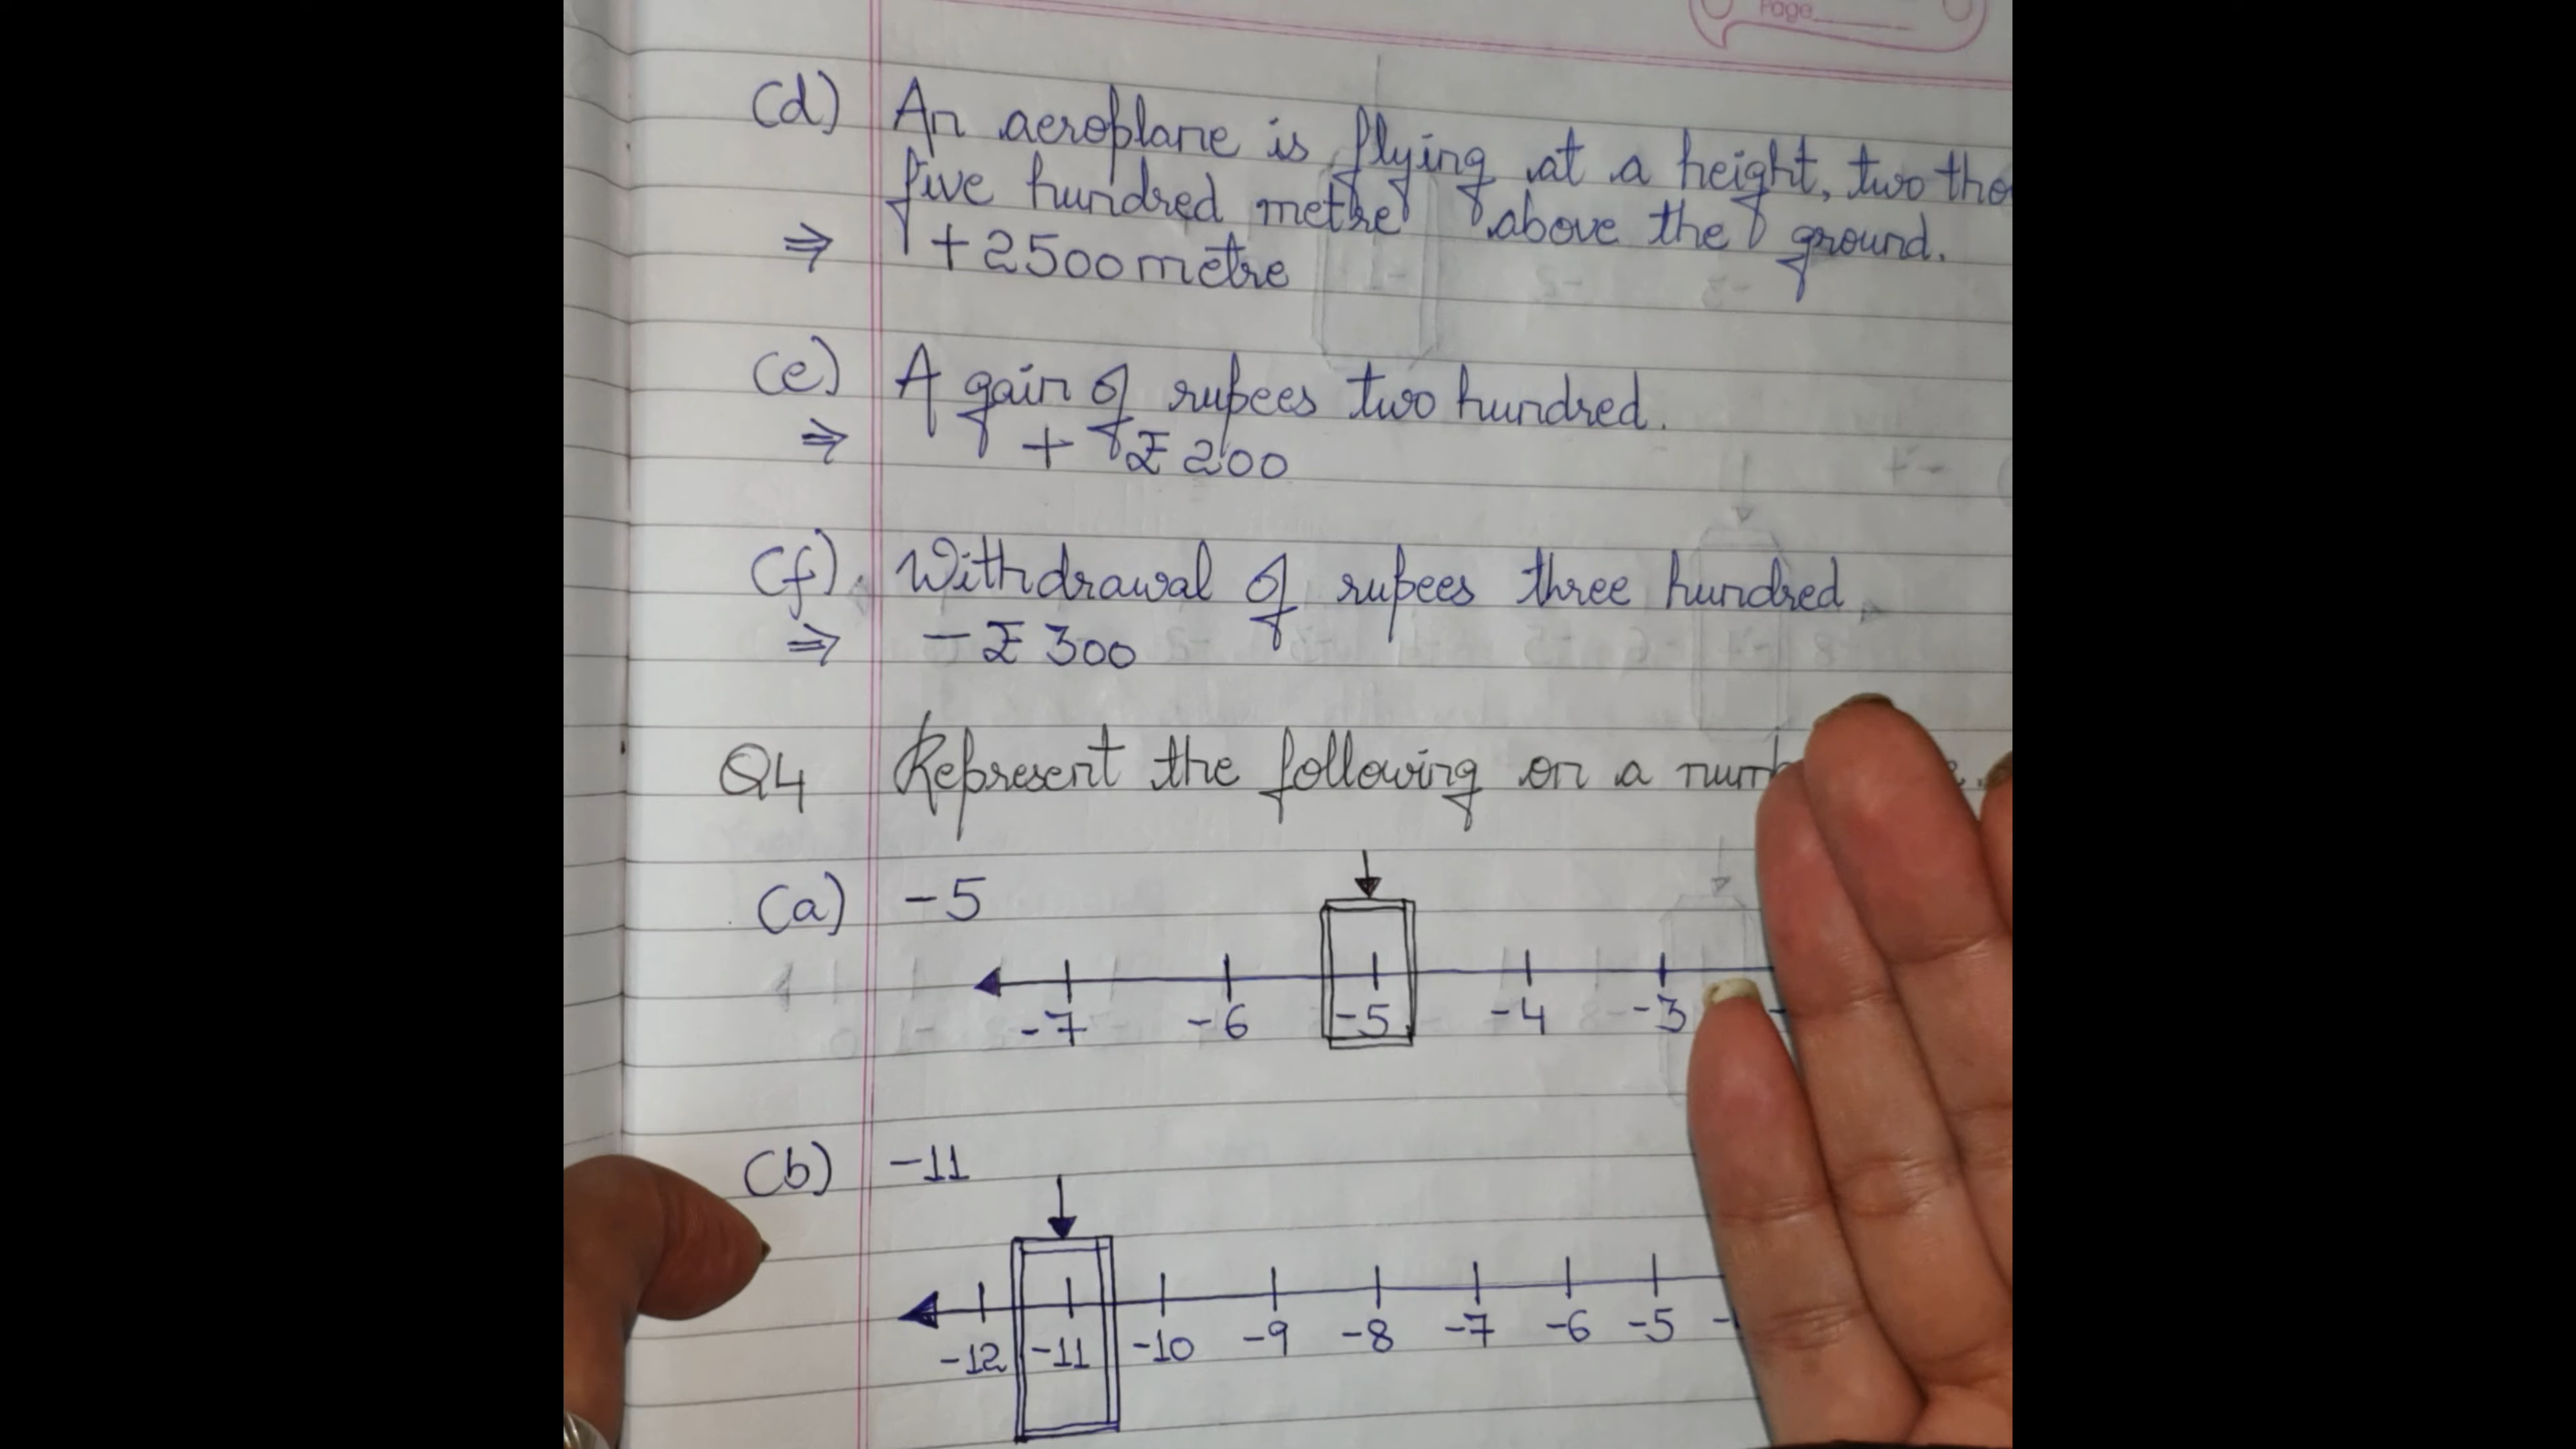 Page
(d) An aeroplane is flying at a height, two tho
five hundred metre above the ground.
⇒ +2500 metre
(e) A gain of rupees two hundred.
⇒ + ₹ 200
(f) Withdrawal of rupees three hundred
⇒ - ₹ 300
Q4 Represent the following on a
(a) -5
-7 -6 -5 -4 -3
(b) -11
-12 -11 -10 -9 -8 -7 -6 -5